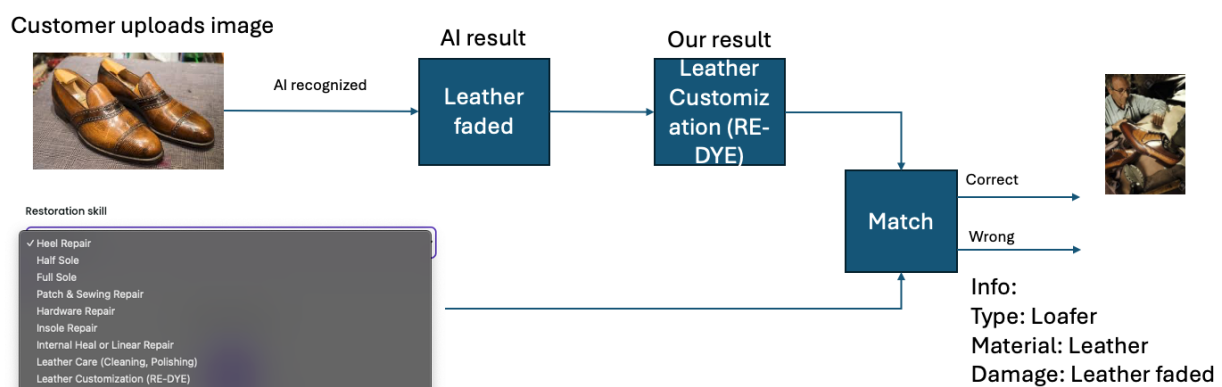 Customer uploads image
AI result
Our result
AI recognized
Leather
faded
Leather
Customiz
ation (RE-
DYE)
Match
Correct
Wrong
Restoration skill
✓ Heel Repair
Half Sole
Full Sole
Patch & Sewing Repair
Hardware Repair
Insole Repair
Internal Heal or Linear Repair
Leather Care (Cleaning, Polishing)
Leather Customization (RE-DYE)
Info:
Type: Loafer
Material: Leather
Damage: Leather faded